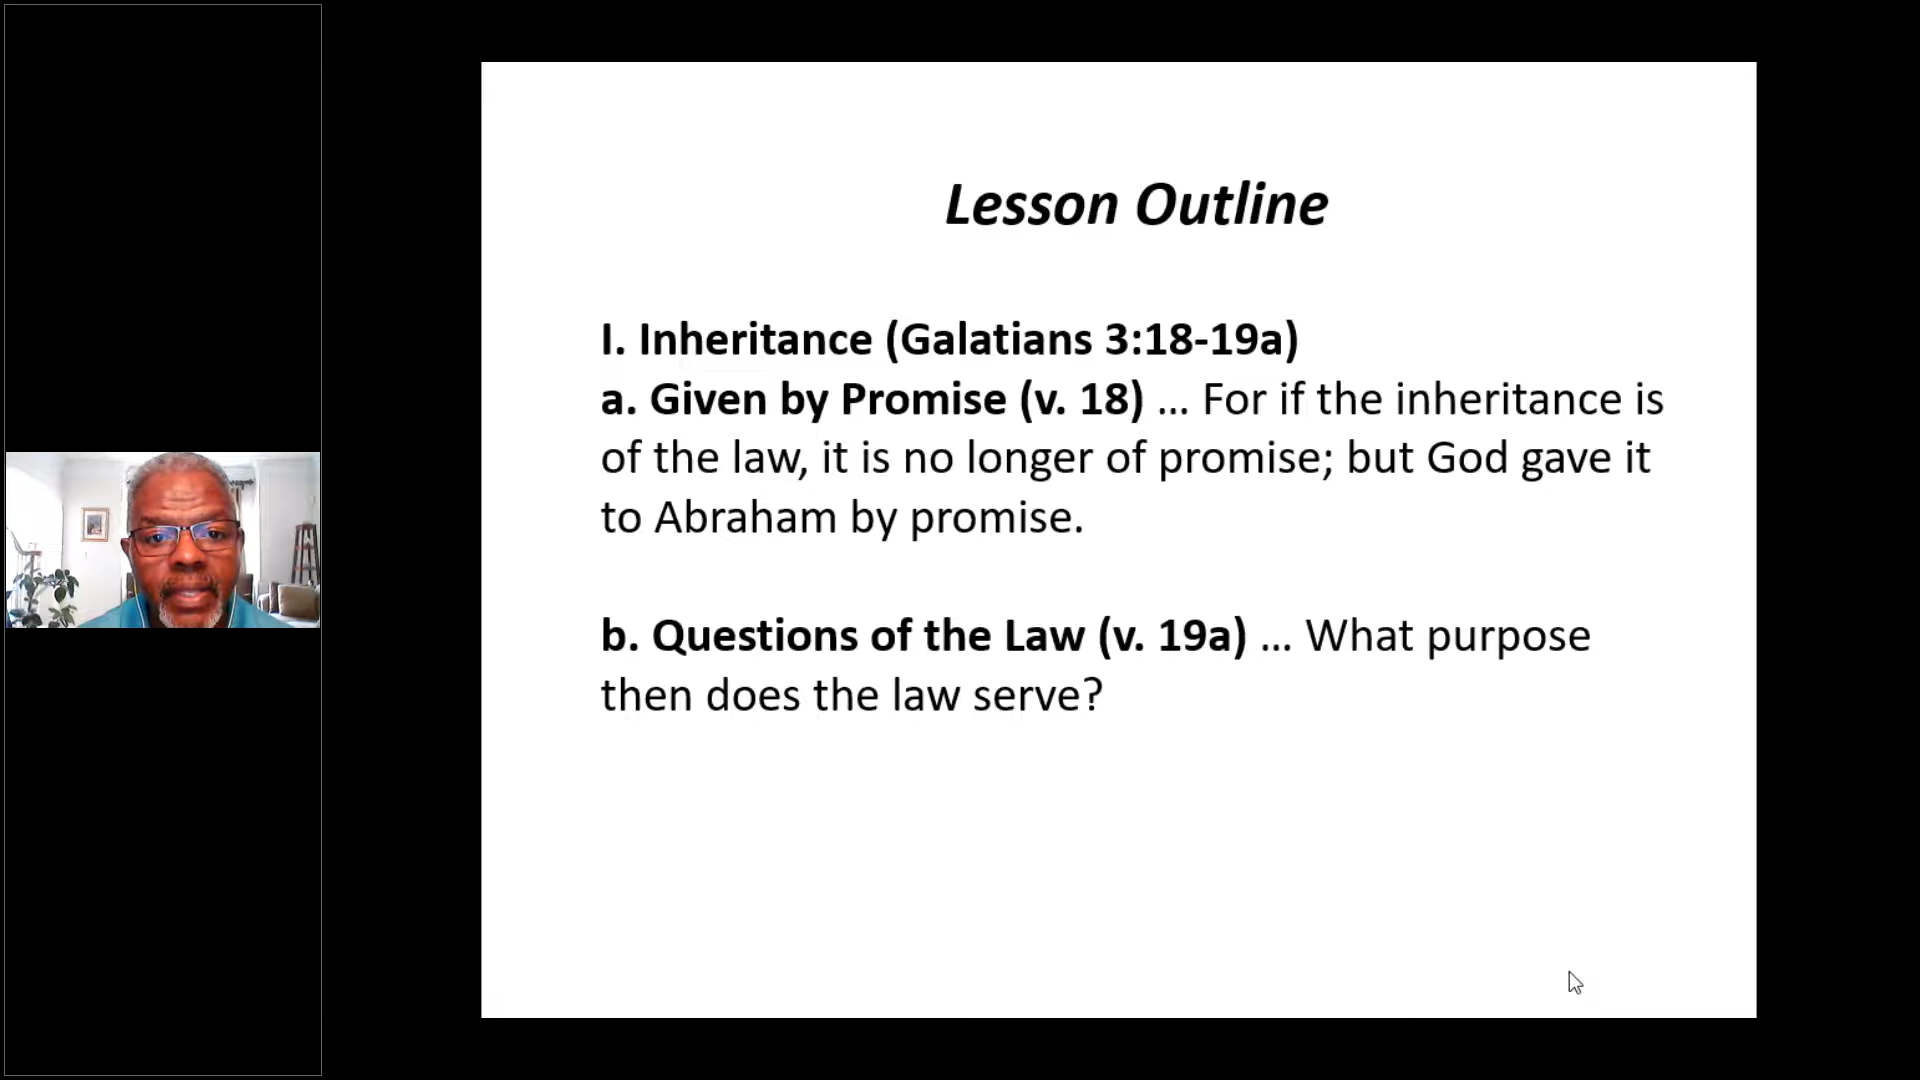 Lesson Outline
I. Inheritance (Galatians 3:18-19a)
a. Given by Promise (v. 18) ... For if the inheritance is
of the law, it is no longer of promise; but God gave it
to Abraham by promise.
b. Questions of the Law (v. 19a) ... What purpose
then does the law serve?